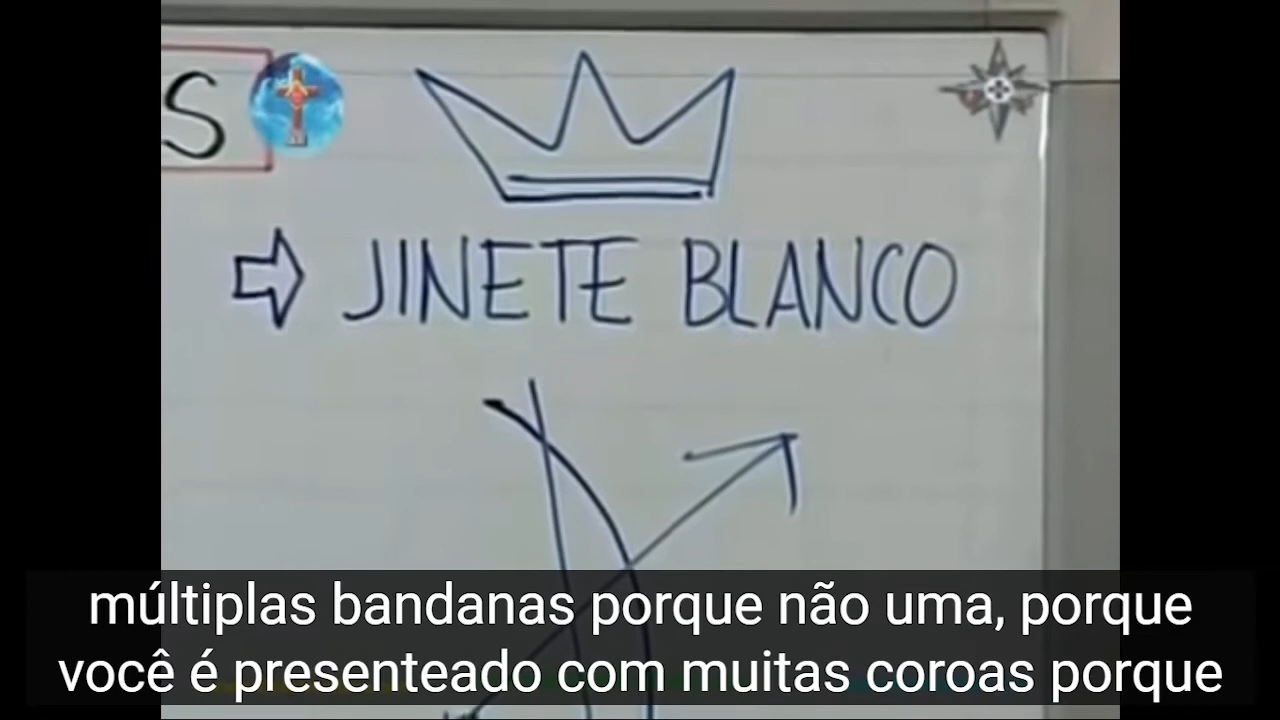 S
JINETE BLANCO
múltiplas bandanas porque não uma, porque
você é presenteado com muitas coroas porque